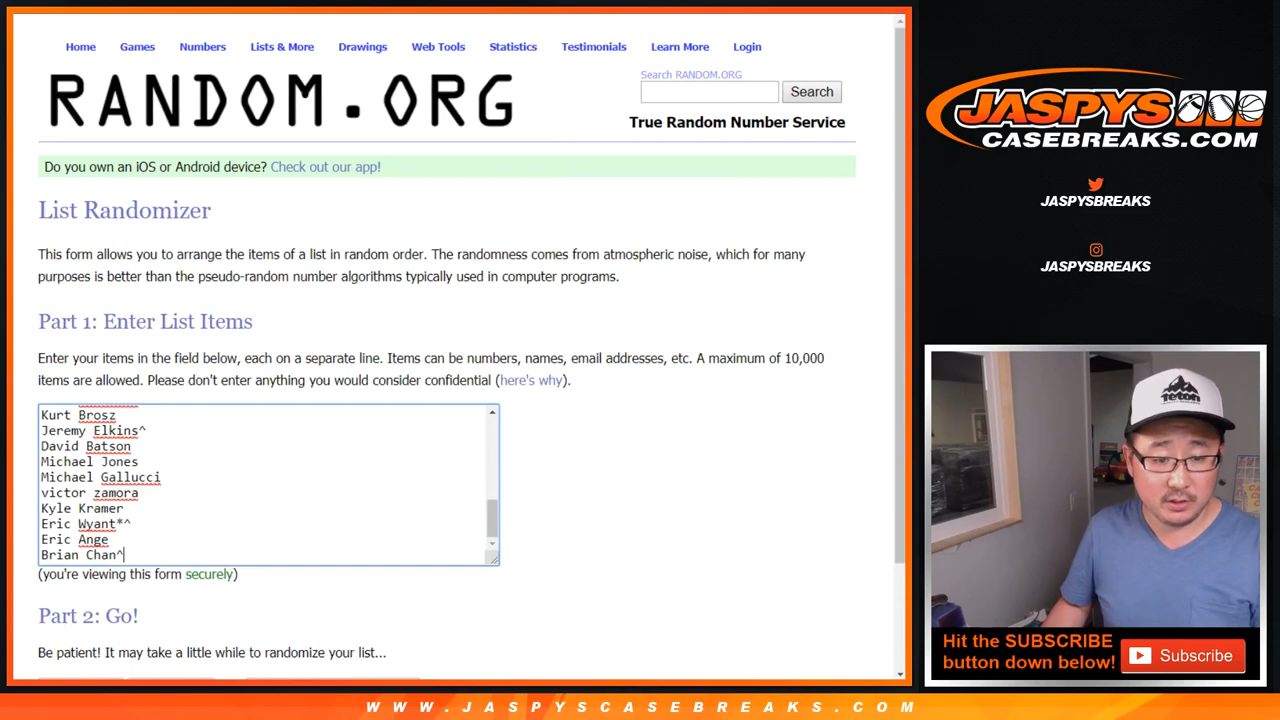 Home Games Numbers Lists & More Drawings Web Tools Statistics Testimonials Learn More Login
RANDOM.ORG
Search RANDOM.ORG
Search
True Random Number Service
Do you own an iOS or Android device? Check out our app!
List Randomizer
This form allows you to arrange the items of a list in random order. The randomness comes from atmospheric noise, which for many
purposes is better than the pseudo-random number algorithms typically used in computer programs.
Part 1: Enter List Items
Enter your items in the field below, each on a separate line. Items can be numbers, names, email addresses, etc. A maximum of 10,000
items are allowed. Please don't enter anything you would consider confidential (here's why).
Kurt Brosz
Jeremy Elkins^
David Batson
Michael Jones
Michael Gallucci
victor zamora
Kyle Kramer
Eric Wyant*^
Eric Ange
Brian Chan^
(you're viewing this form securely)
Part 2: Go!
Be patient! It may take a little while to randomize your list...
JASPYS
CASEBREAKS.COM
JASPYSBREAKS
JASPYSBREAKS
Teton
Hit the SUBSCRIBE
button down below!
Subscribe
WWW.JASPYSCASEBREAKS.COM